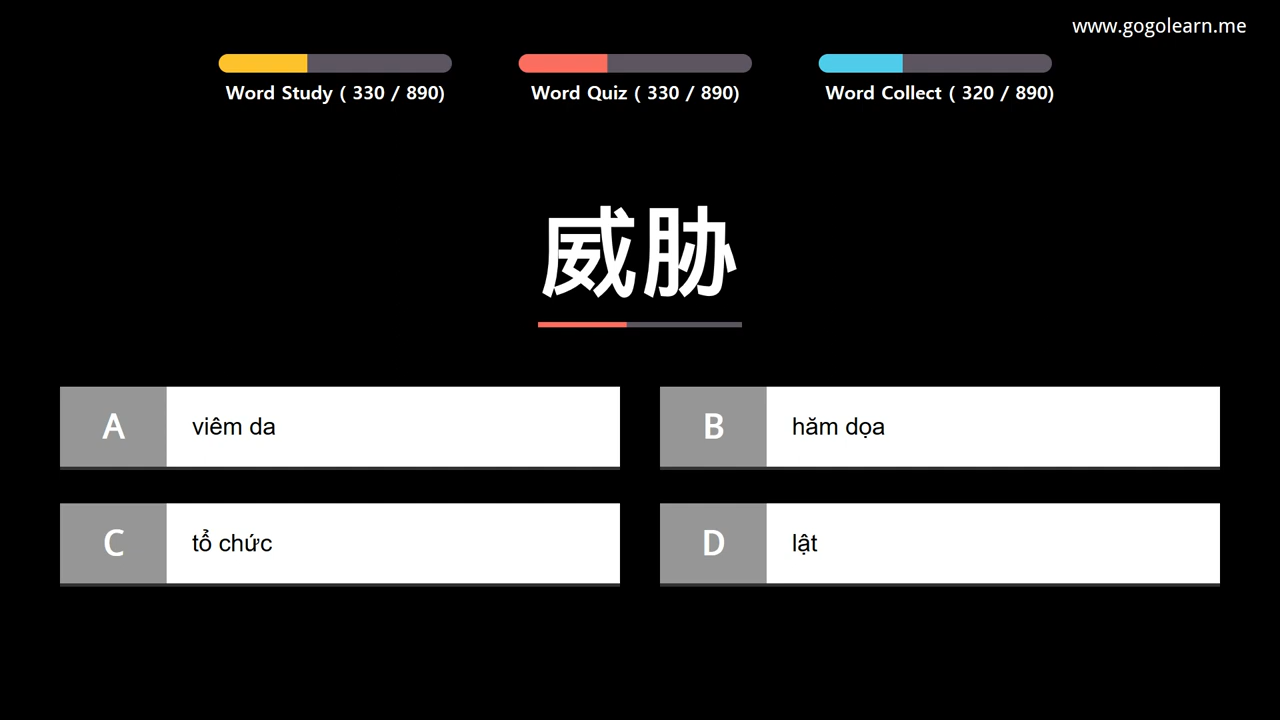 www.gogolearn.me
Word Study ( 330 / 890)
Word Quiz ( 330 / 890)
Word Collect ( 320 / 890)
威胁
A viêm da
B hăm dọa
C tổ chức
D lật